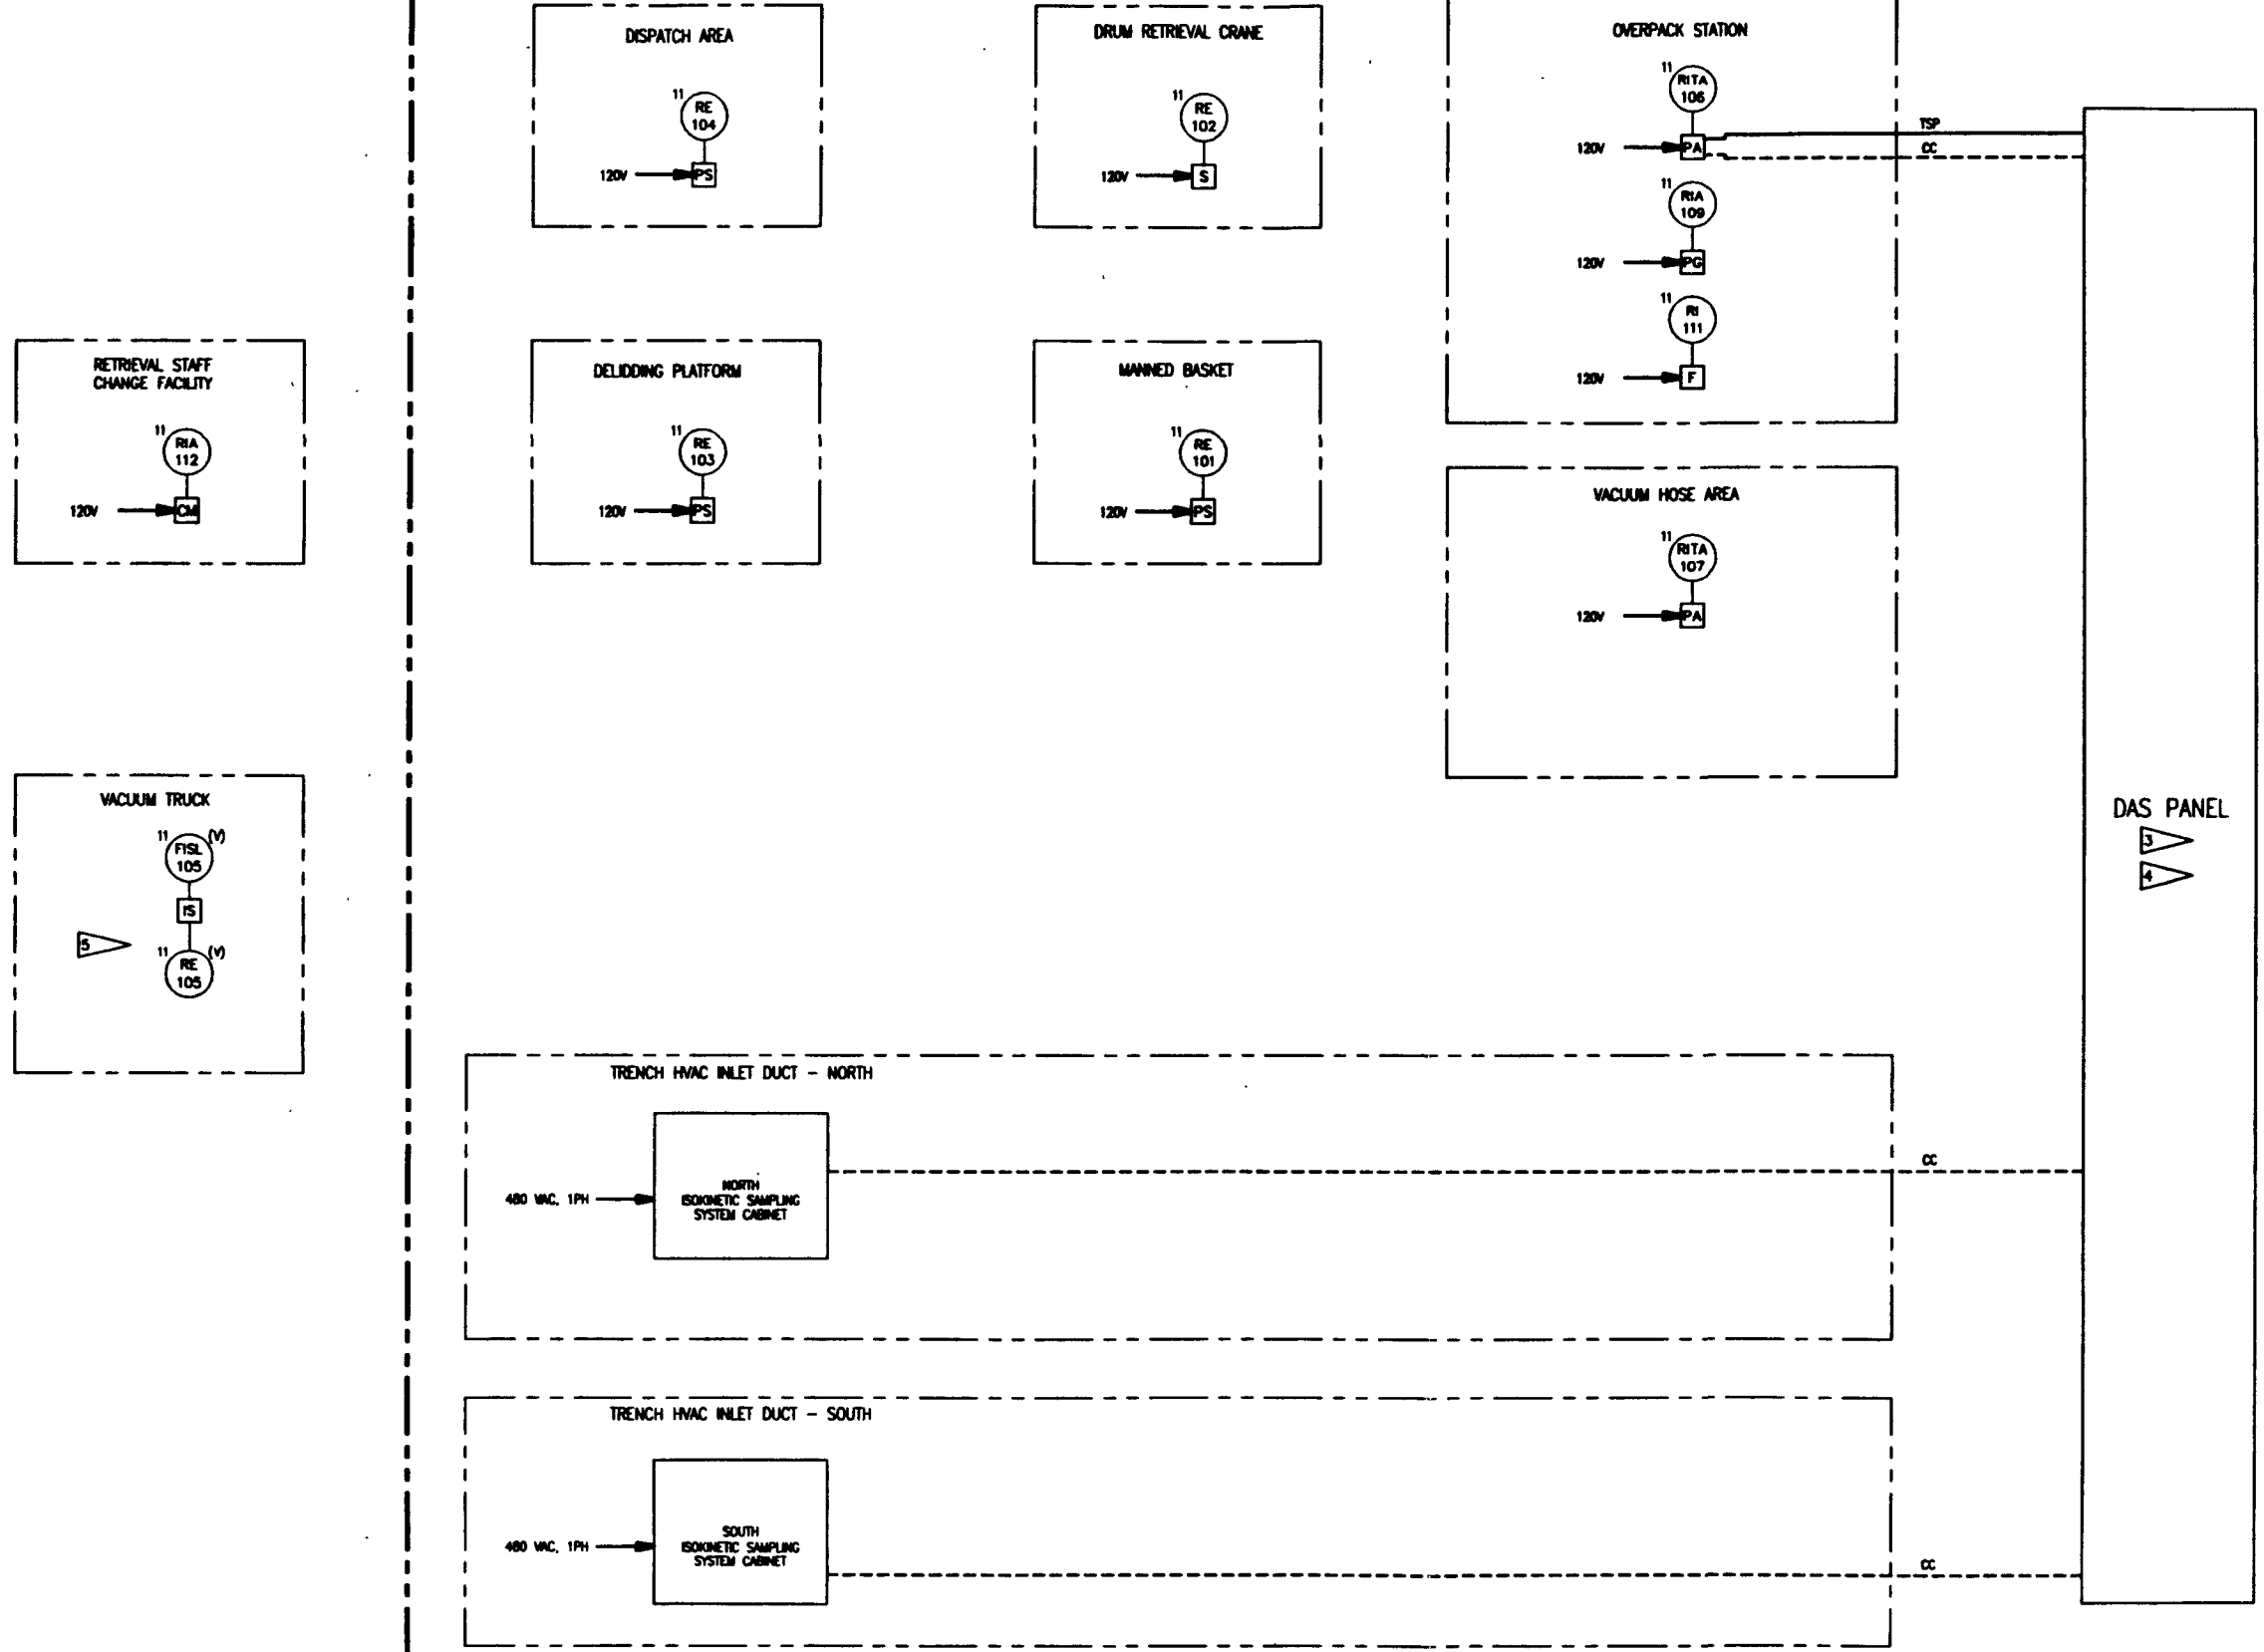 DISPATCH AREA
11
RE
104
120V
PS
DRUM RETRIEVAL CRANE
11
RE
102
120V
S
OVERPACK STATION
11
RITA
106
120V
PA
TSP
CC
11
RIA
109
120V
PG
11
RI
111
120V
F
RETRIEVAL STAFF
CHANGE FACILITY
11
RIA
112
120V
CM
DELIDDING PLATFORM
11
RE
103
120V
PS
MANNED BASKET
11
RE
101
120V
PS
VACUUM HOSE AREA
11
RITA
107
120V
PA
VACUUM TRUCK
11
(V)
FISL
105
IS
5
11
(V)
RE
105
DAS PANEL
3
4
TRENCH HVAC INLET DUCT - NORTH
480 VAC, 1PH
NORTH
ISOKINETIC SAMPLING
SYSTEM CABINET
CC
TRENCH HVAC INLET DUCT - SOUTH
480 VAC, 1PH
SOUTH
ISOKINETIC SAMPLING
SYSTEM CABINET
CC